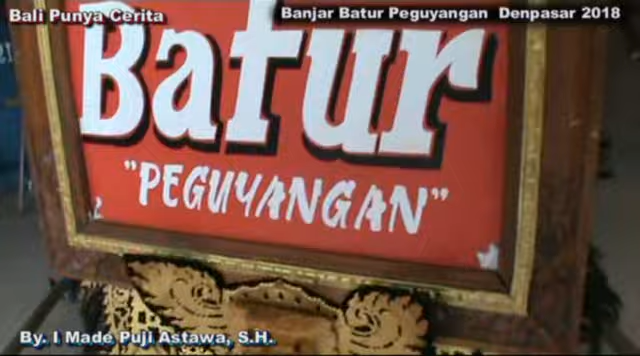 Bali Punya Cerita
Banjar Batur Peguyangan Denpasar 2018
Batur
"PEGUYANGAN"
By. I Made Puji Astawa, S.H.